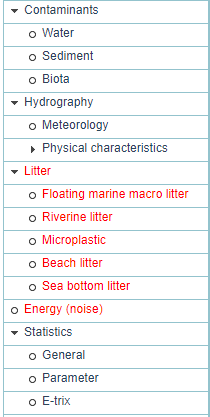 Contaminants
Water
Sediment
Biota
Hydrography
Meteorology
Physical characteristics
Litter
Floating marine macro litter
Riverine litter
Microplastic
Beach litter
Sea bottom litter
Energy (noise)
Statistics
General
Parameter
E-trix